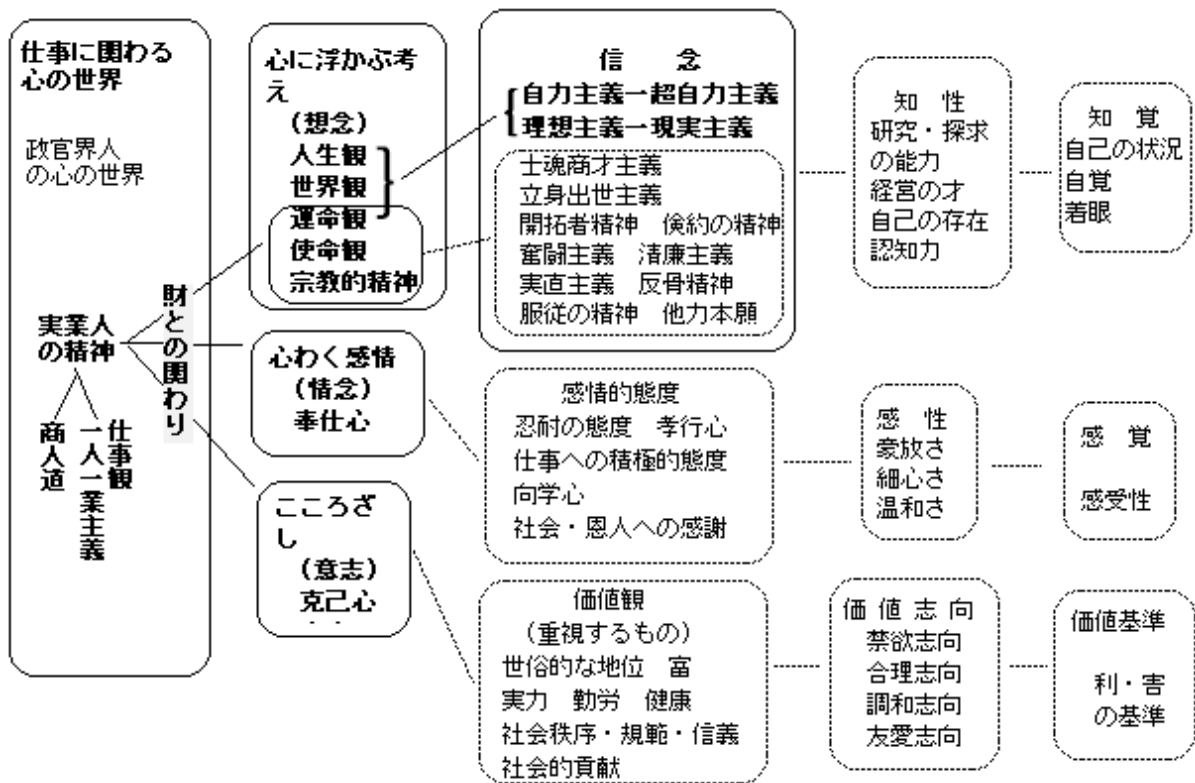 仕事に関わる
心の世界
政官界人
の心の世界
実業人
の精神
商人道
一人一業主義
仕事観
財との関わり
心に浮かぶ考
え
(想念)
人生観
世界観
運命観
使命観
宗教的精神
心わく感情
(情念)
奉仕心
こころざ
し
(意志)
克己心
信 念
自力主義ー超自力主義
理想主義ー現実主義
士魂商才主義
立身出世主義
開拓者精神 倹約の精神
奮闘主義 清廉主義
実直主義 反骨精神
服従の精神 他力本願
感情的態度
忍耐の態度 孝行心
仕事への積極的態度
向学心
社会・恩人への感謝
価値観
(重視するもの)
世俗的な地位 富
実力 勤労 健康
社会秩序・規範・信義
社会的貢献
知 性
研究・探求
の能力
経営の才
自己の存在
認知力
感 性
豪放さ
細心さ
温和さ
価値志向
禁欲志向
合理志向
調和志向
友愛志向
知 覚
自己の状況
自覚
着眼
感 覚
感受性
価値基準
利・害
の基準